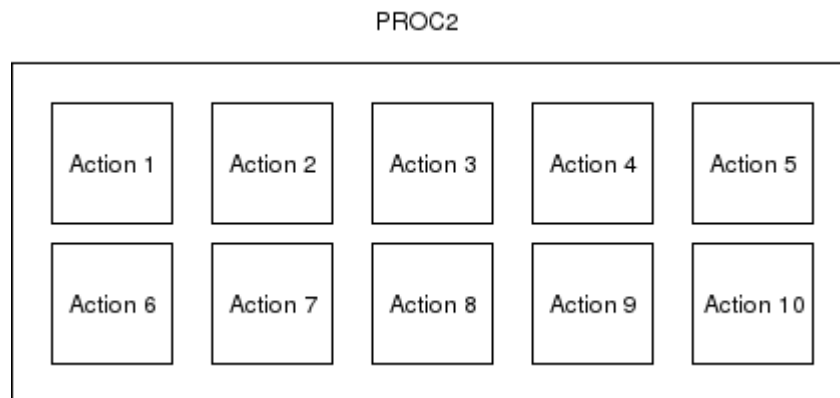 PROC2
Action 1 Action 2 Action 3 Action 4 Action 5
Action 6 Action 7 Action 8 Action 9 Action 10